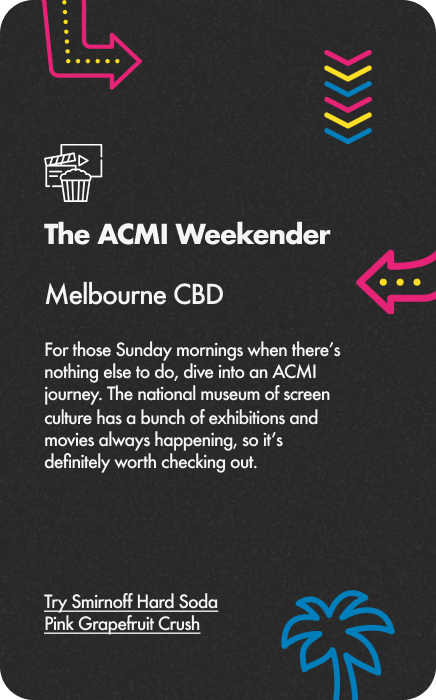 The ACMI Weekender
Melbourne CBD
For those Sunday mornings when there's
nothing else to do, dive into an ACMI
journey. The national museum of screen
culture has a bunch of exhibitions and
movies always happening, so it's
definitely worth checking out.
Try Smirnoff Hard Soda
Pink Grapefruit Crush